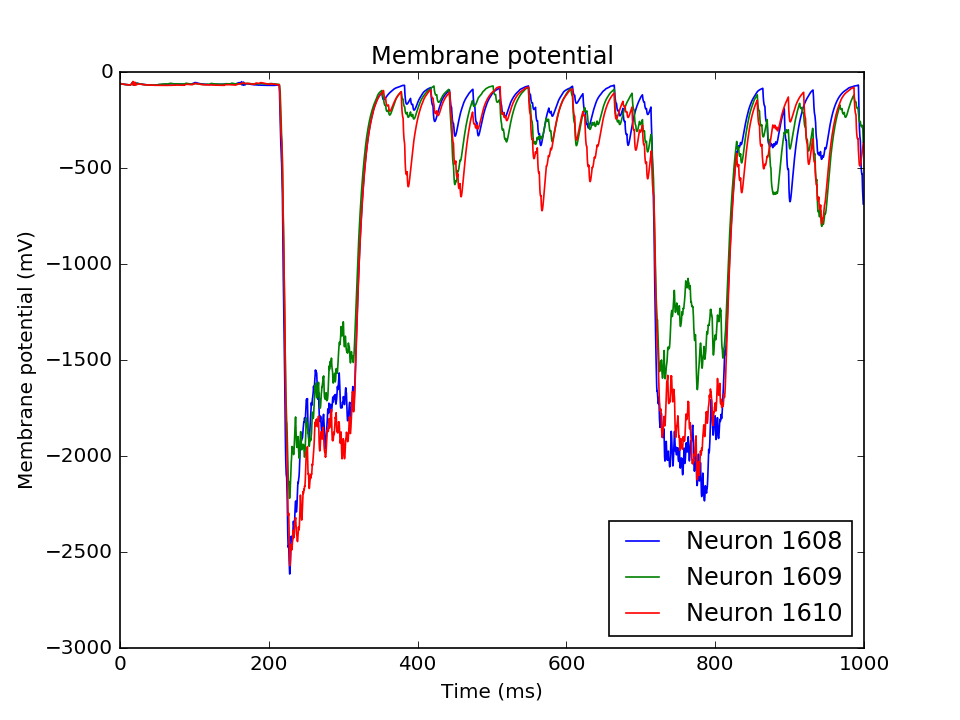 Membrane potential
0
−500
−1000
−1500
−2000
−2500
−3000
Membrane potential (mV)
Neuron 1608
Neuron 1609
Neuron 1610
0 200 400 600 800 1000
Time (ms)